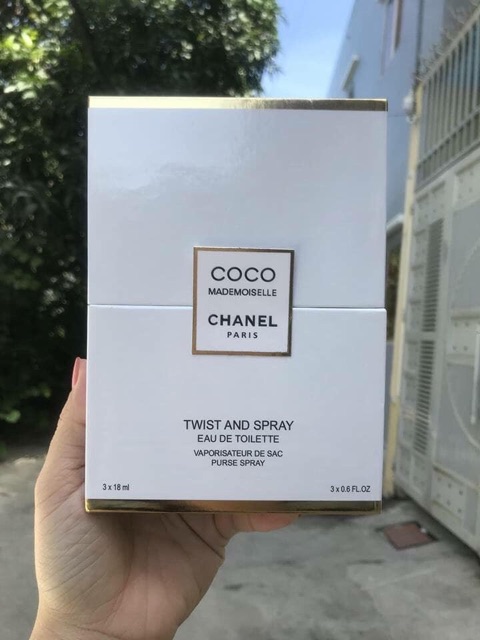 COCO
MADEMOISELLE
CHANEL
PARIS
TWIST AND SPRAY
EAU DE TOILETTE
VAPORISATEUR DE SAC
PURSE SPRAY
3 x 18 ml
3 x 0.6 FL.OZ